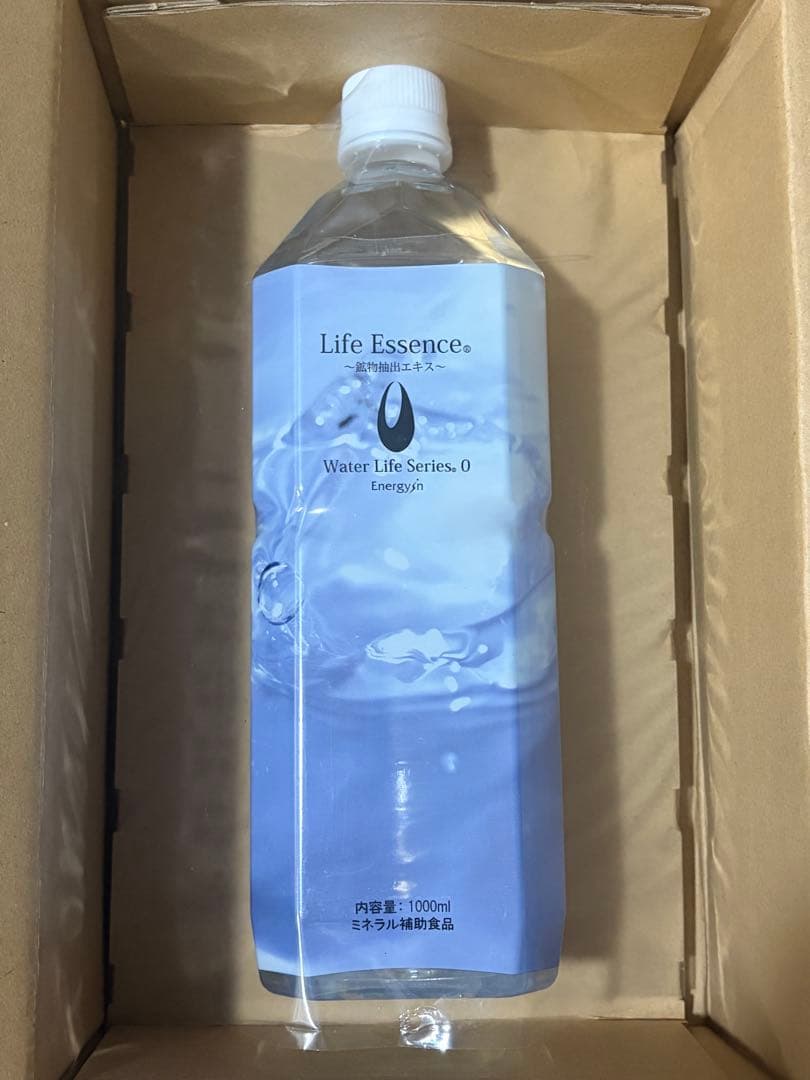 Life Essence®
～鉱物抽出エキス～
Water Life Series® 0
Energy in
内容量：1000ml
ミネラル補助食品